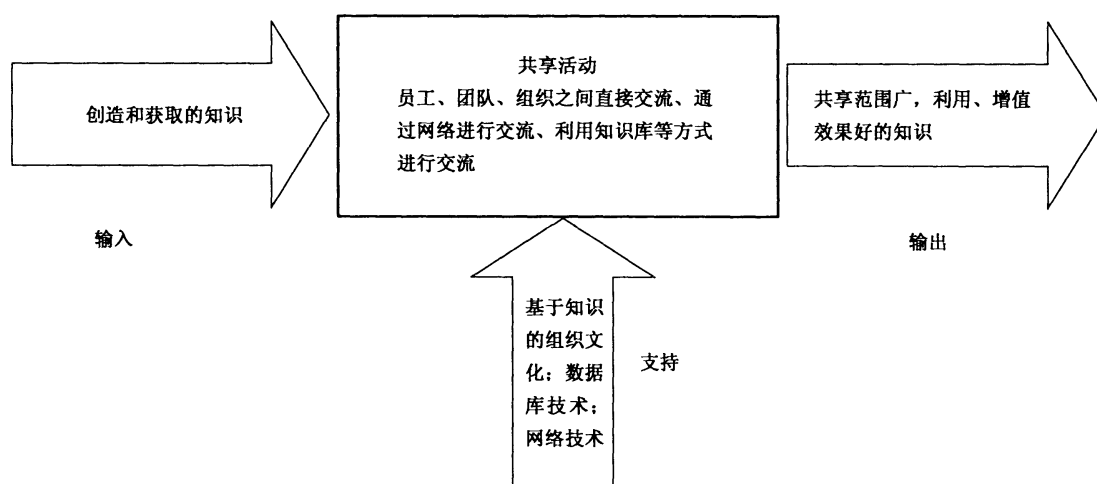 创造和获取的知识
输入
共享活动
员工、团队、组织之间直接交流、通
过网络进行交流、利用知识库等方式
进行交流
共享范围广，利用、增值
效果好的知识
输出
基于知识
的组织文
化；数据
库技术；
网络技术
支持